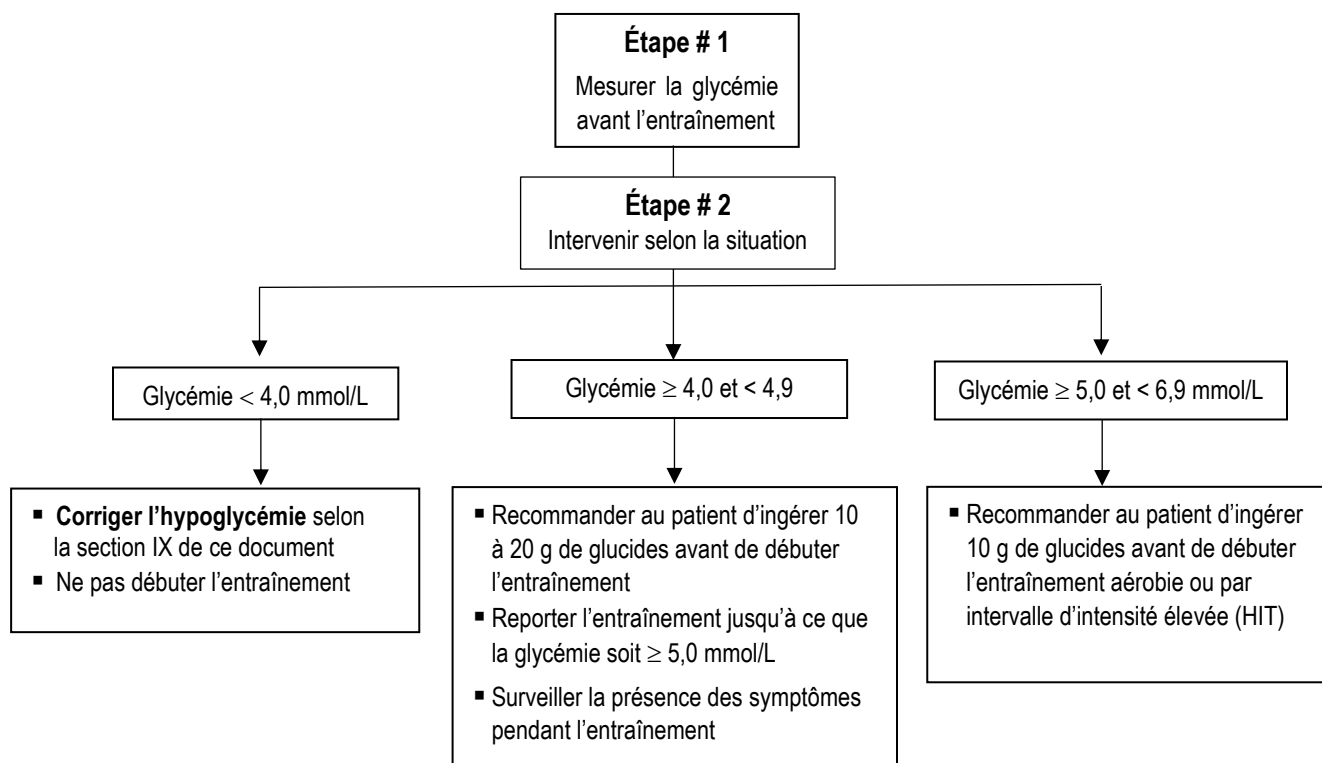 Étape # 1
Mesurer la glycémie
avant l’entraînement
Étape # 2
Intervenir selon la situation
Glycémie < 4,0 mmol/L
Glycémie ≥ 4,0 et < 4,9
Glycémie ≥ 5,0 et < 6,9 mmol/L
▪ Corriger l’hypoglycémie selon
la section IX de ce document
▪ Ne pas débuter l’entraînement
▪ Recommander au patient d’ingérer 10
à 20 g de glucides avant de débuter
l’entraînement
▪ Reporter l’entraînement jusqu’à ce que
la glycémie soit ≥ 5,0 mmol/L
▪ Surveiller la présence des symptômes
pendant l’entraînement
▪ Recommander au patient d’ingérer
10 g de glucides avant de débuter
l’entraînement aérobie ou par
intervalle d’intensité élevée (HIT)